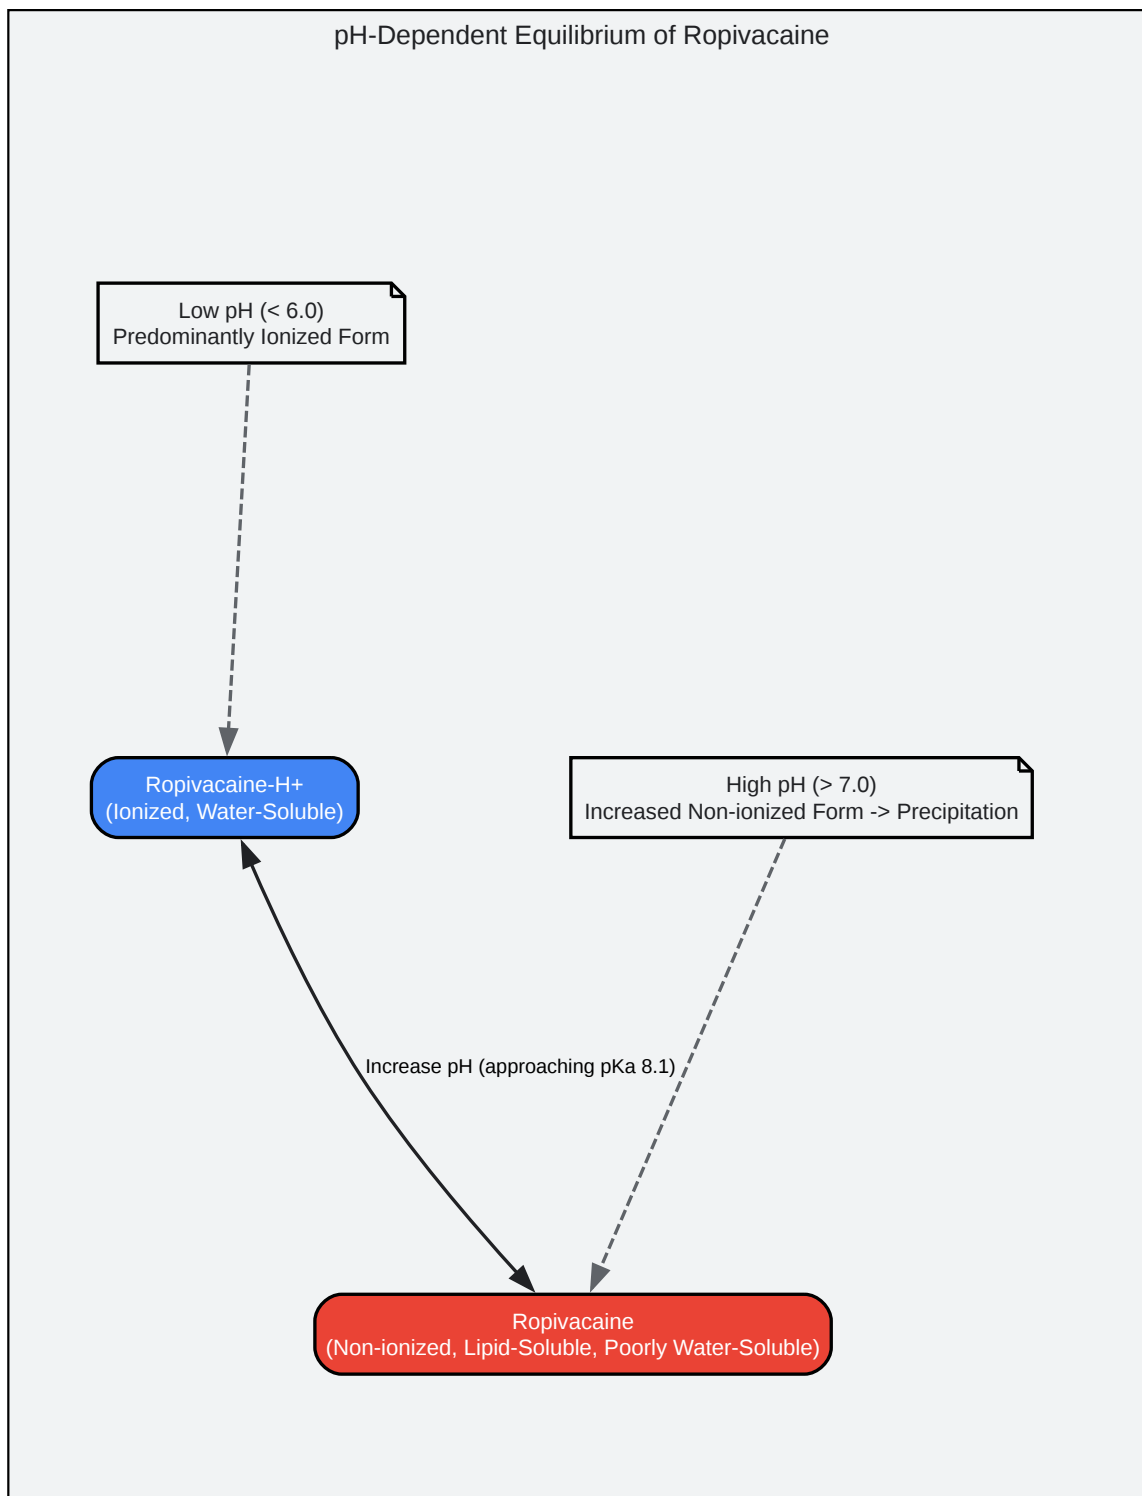 pH-Dependent Equilibrium of Ropivacaine
Low pH (< 6.0)
Predominantly Ionized Form
Ropivacaine-H+
(Ionized, Water-Soluble)
High pH (> 7.0)
Increased Non-ionized Form -> Precipitation
Increase pH (approaching pKa 8.1)
Ropivacaine
(Non-ionized, Lipid-Soluble, Poorly Water-Soluble)